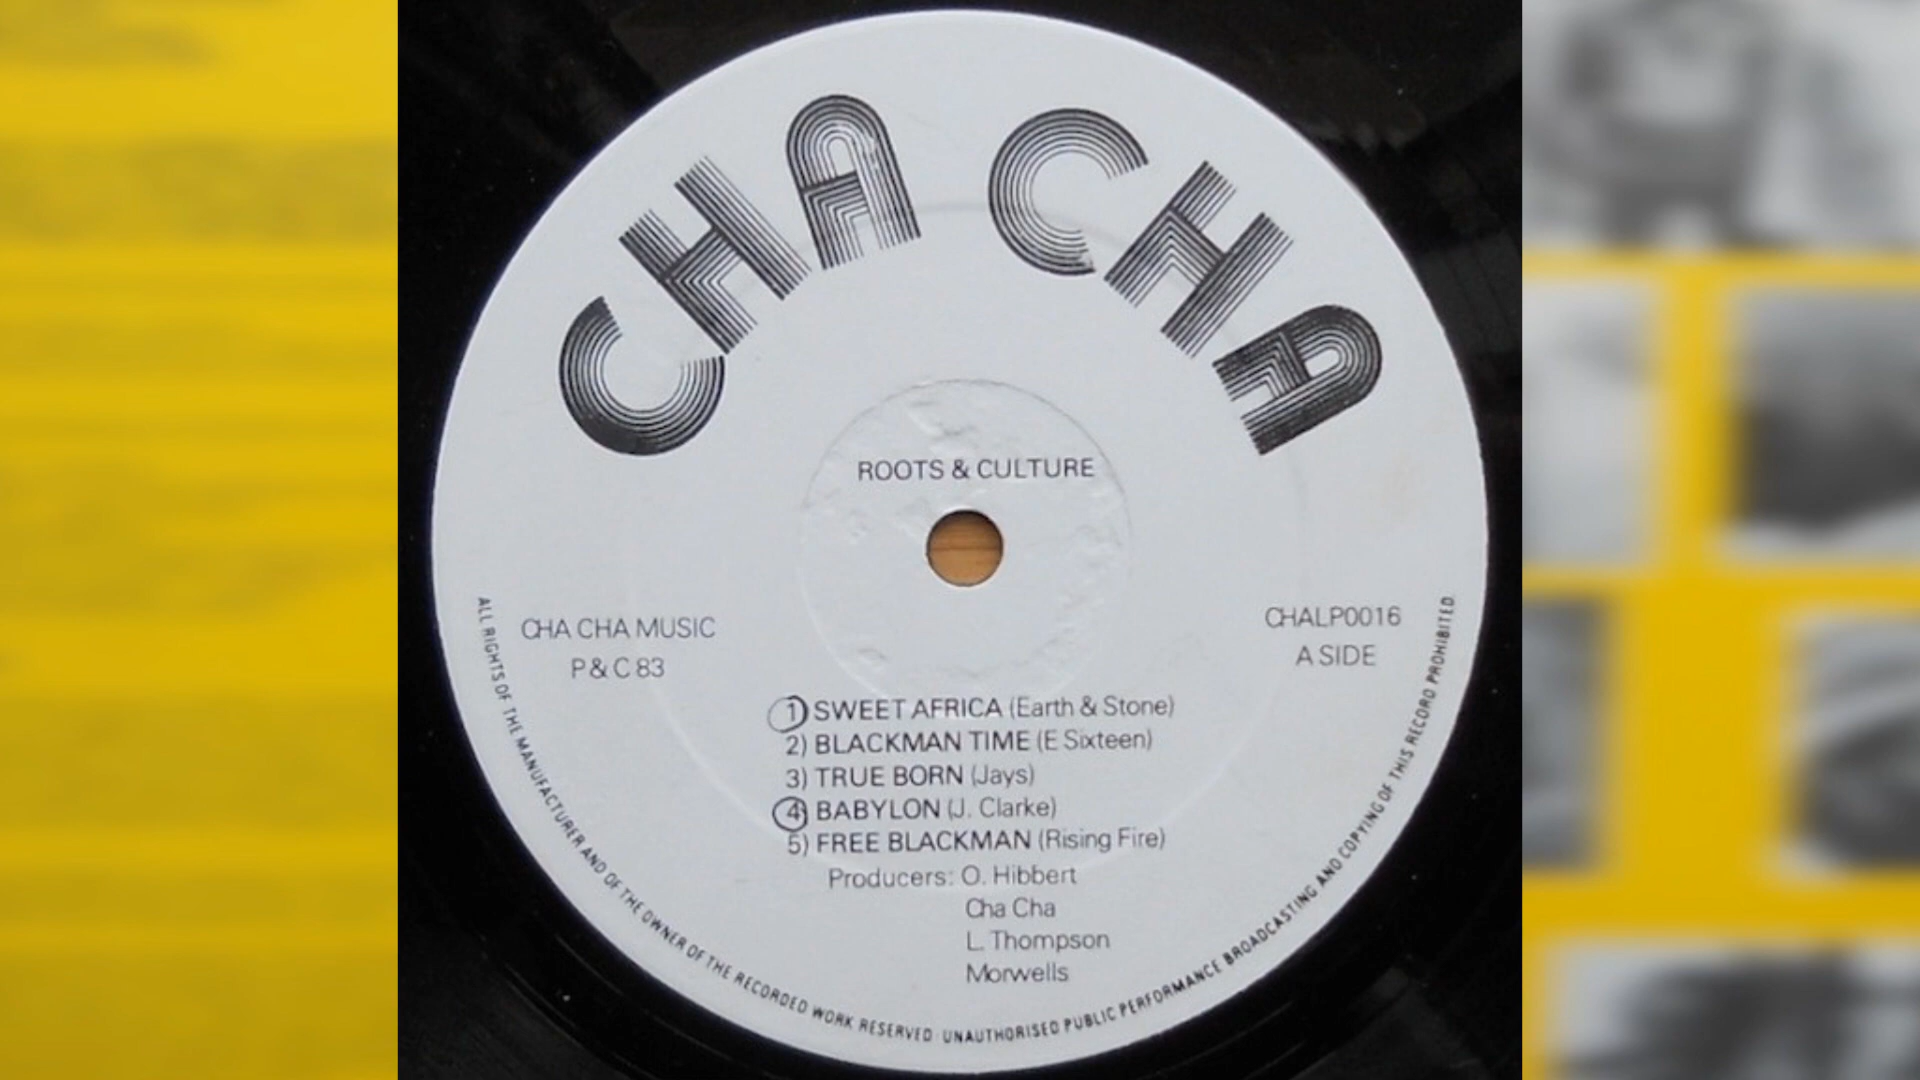 CHA CHA
ROOTS & CULTURE
CHA CHA MUSIC
P & C 83
CHALP0016
A SIDE
1) SWEET AFRICA (Earth & Stone)
2) BLACKMAN TIME (E Sixteen)
3) TRUE BORN (Jays)
4) BABYLON (J. Clarke)
5) FREE BLACKMAN (Rising Fire)
Producers: O. Hibbert
Cha Cha
L. Thompson
Morwells
ALL RIGHTS OF THE MANUFACTURER AND OF THE OWNER OF THE RECORDED WORK RESERVED UNAUTHORISED PUBLIC PERFORMANCE BROADCASTING AND COPYING OF THIS RECORD PROHIBITED